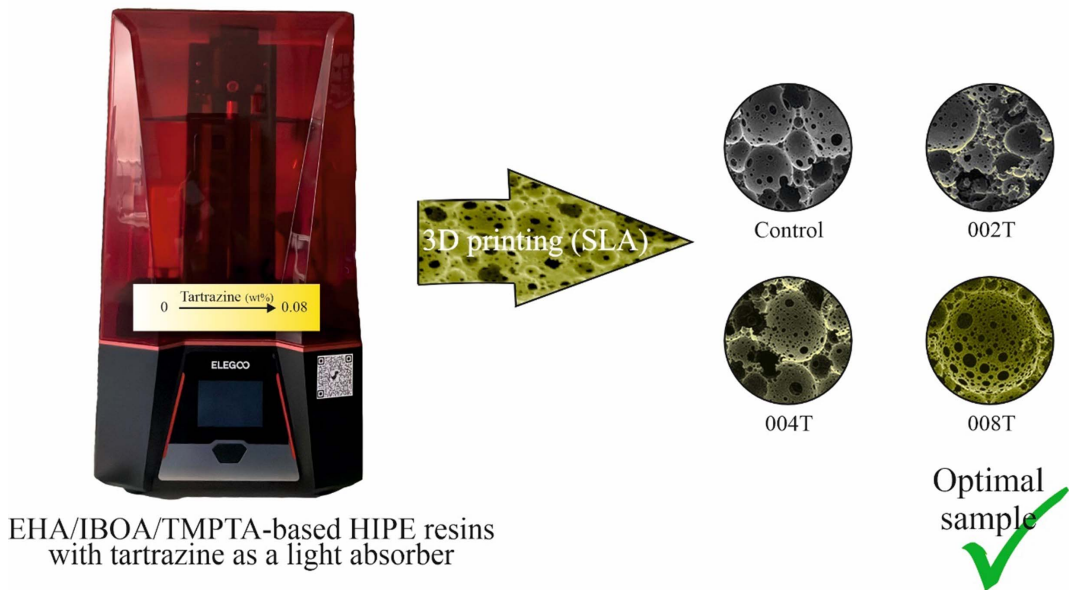 Tartrazine (wt%)
0
0.08
ELEGOO
EHA/IBOA/TMPTA-based HIPE resins
with tartrazine as a light absorber
3D printing (SLA)
Control
002T
004T
008T
Optimal
sample